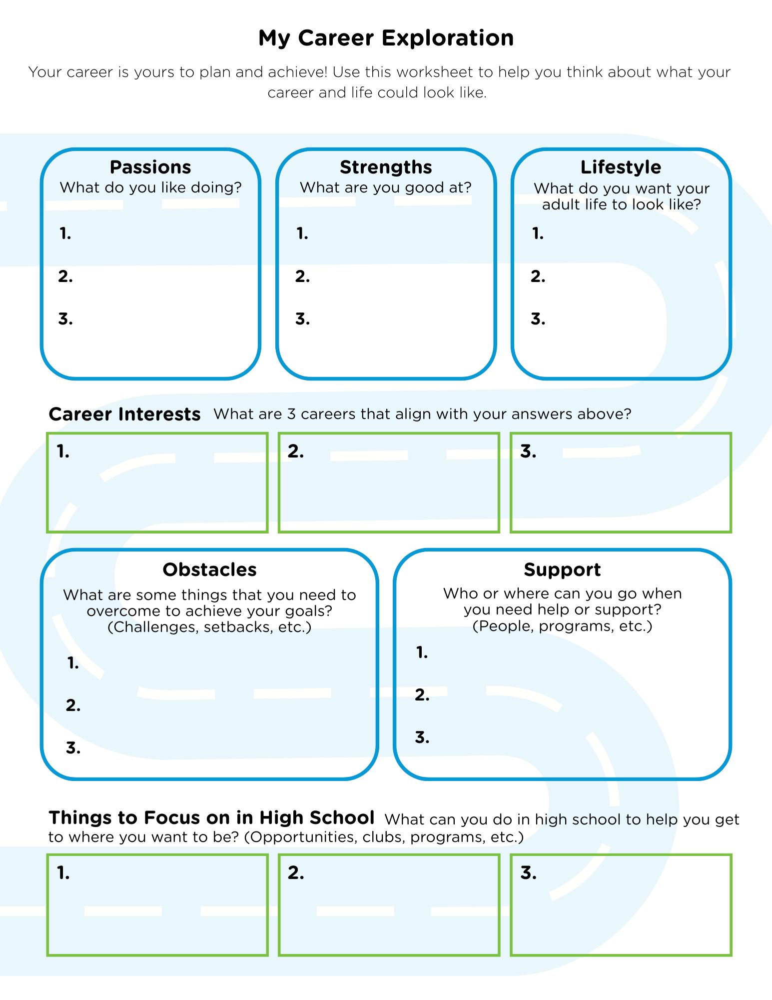 My Career Exploration
Your career is yours to plan and achieve! Use this worksheet to help you think about what your
career and life could look like.
Passions
What do you like doing?
1.
2.
3.
Strengths
What are you good at?
1.
2.
3.
Lifestyle
What do you want your
adult life to look like?
1.
2.
3.
Career Interests What are 3 careers that align with your answers above?
1.
2.
3.
Obstacles
What are some things that you need to
overcome to achieve your goals?
(Challenges, setbacks, etc.)
1.
2.
3.
Support
Who or where can you go when
you need help or support?
(People, programs, etc.)
1.
2.
3.
Things to Focus on in High School What can you do in high school to help you get
to where you want to be? (Opportunities, clubs, programs, etc.)
1.
2.
3.